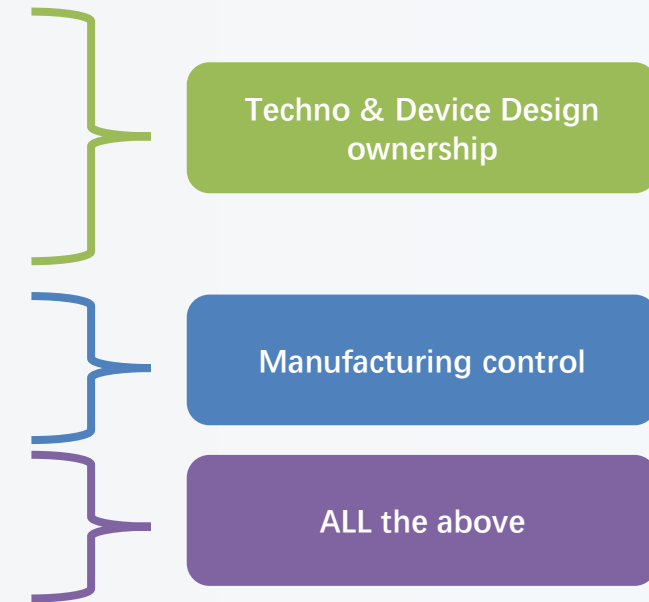 Techno & Device Design
ownership
Manufacturing control
ALL the above